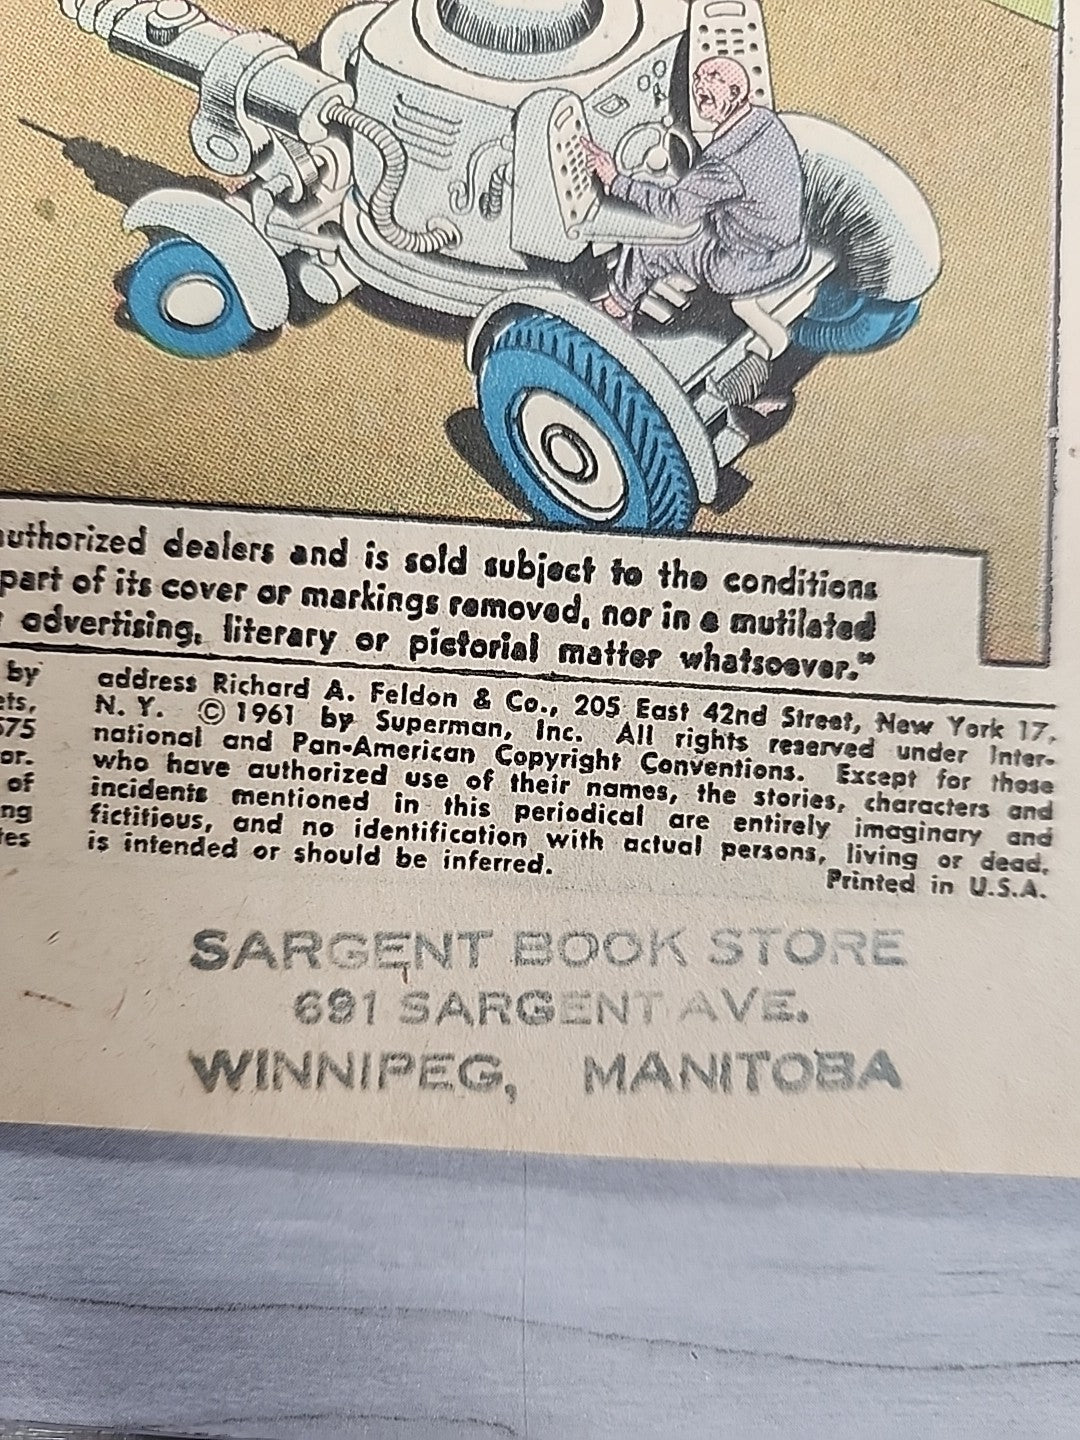 authorized dealers and is sold subject to the conditions
part of its cover or markings removed, nor in a mutilated
advertising, literary or pictorial matter whatsoever."
by address Richard A. Feldon & Co., 205 East 42nd Street, New York 17,
N. Y. © 1961 by Superman, Inc. All rights reserved under Inter-
575 national and Pan-American Copyright Conventions. Except for those
who have authorized use of their names, the stories, characters and
of incidents mentioned in this periodical are entirely imaginary and
fictitious, and no identification with actual persons, living or dead,
is intended or should be inferred.
Printed in U.S.A.
SARGENT BOOK STORE
691 SARGENT AVE.
WINNIPEG, MANITOBA